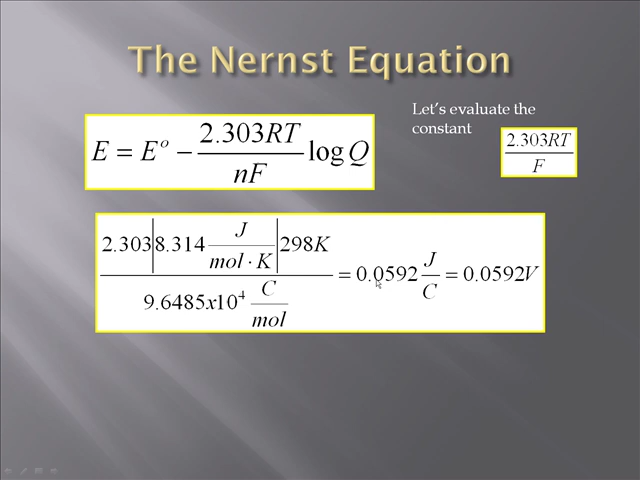 The Nernst Equation
Let's evaluate the
constant
2.303RT / F
E = E° − 2.303RT / nF log Q
2.303|8.314 J / mol · K|298K / 9.6485x10⁴ C / mol = 0.0592 J / C = 0.0592V